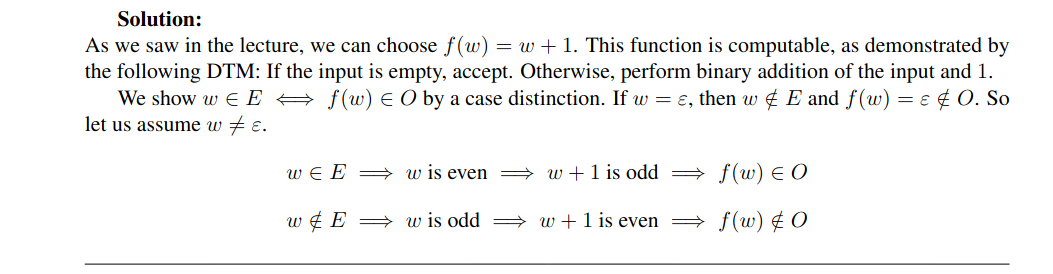 Solution:
As we saw in the lecture, we can choose f(w) = w + 1. This function is computable, as demonstrated by
the following DTM: If the input is empty, accept. Otherwise, perform binary addition of the input and 1.
We show w ∈ E ⟺ f(w) ∈ O by a case distinction. If w = ε, then w ∉ E and f(w) = ε ∉ O. So
let us assume w ≠ ε.
w ∈ E ⟹ w is even ⟹ w + 1 is odd ⟹ f(w) ∈ O
w ∉ E ⟹ w is odd ⟹ w + 1 is even ⟹ f(w) ∉ O